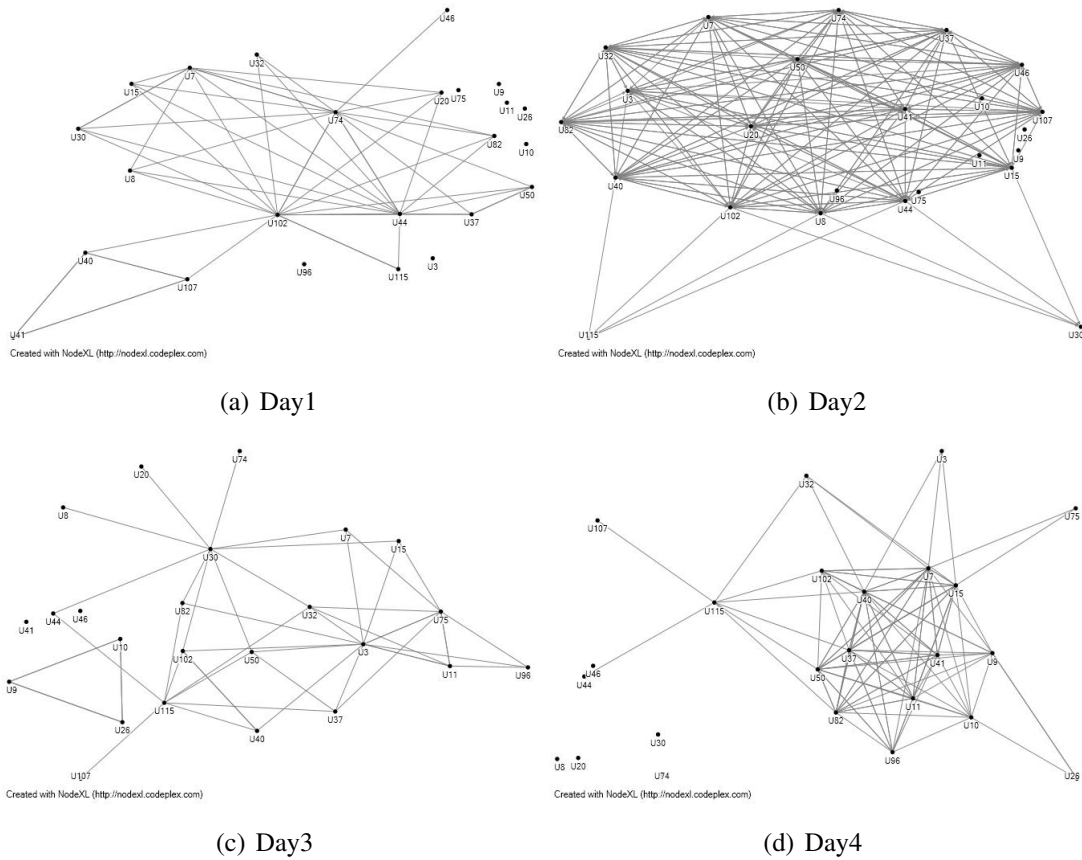 U46
U32
U7
U15
U20
U75
U9
U11
U26
U74
U30
U82
U10
U8
U50
U102
U44
U37
U40
U96
U3
U115
U107
U41
Created with NodeXL (http://nodexl.codeplex.com)
(a) Day1
U7
U74
U37
U32
U50
U46
U3
U10
U82
U20
U41
U107
U26
U11
U9
U15
U40
U96
U75
U102
U8
U44
U115
U30
Created with NodeXL (http://nodexl.codeplex.com)
(b) Day2
U74
U20
U8
U7
U15
U30
U82
U32
U75
U44
U46
U41
U10
U102
U50
U3
U11
U96
U9
U115
U37
U26
U40
U107
Created with NodeXL (http://nodexl.codeplex.com)
(c) Day3
U3
U32
U75
U107
U102
U7
U15
U40
U115
U37
U41
U9
U50
U46
U44
U11
U82
U10
U30
U96
U8
U20
U74
U26
Created with NodeXL (http://nodexl.codeplex.com)
(d) Day4